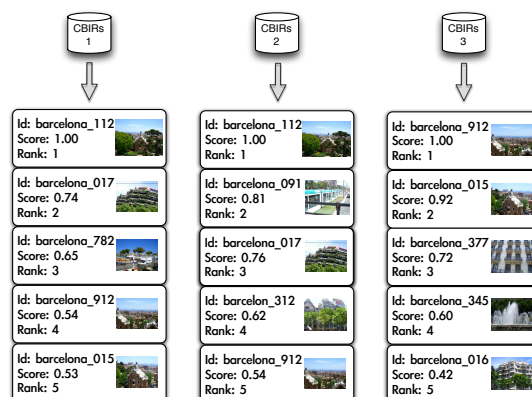 CBIRs
1
Id: barcelona_112
Score: 1.00
Rank: 1
Id: barcelona_017
Score: 0.74
Rank: 2
Id: barcelona_782
Score: 0.65
Rank: 3
Id: barcelona_912
Score: 0.54
Rank: 4
Id: barcelona_015
Score: 0.53
Rank: 5
CBIRs
2
Id: barcelona_112
Score: 1.00
Rank: 1
Id: barcelona_091
Score: 0.81
Rank: 2
Id: barcelona_017
Score: 0.76
Rank: 3
Id: barcelon_312
Score: 0.62
Rank: 4
Id: barcelona_912
Score: 0.54
Rank: 5
CBIRs
3
Id: barcelona_912
Score: 1.00
Rank: 1
Id: barcelona_015
Score: 0.92
Rank: 2
Id: barcelona_377
Score: 0.72
Rank: 3
Id: barcelona_345
Score: 0.60
Rank: 4
Id: barcelona_016
Score: 0.42
Rank: 5